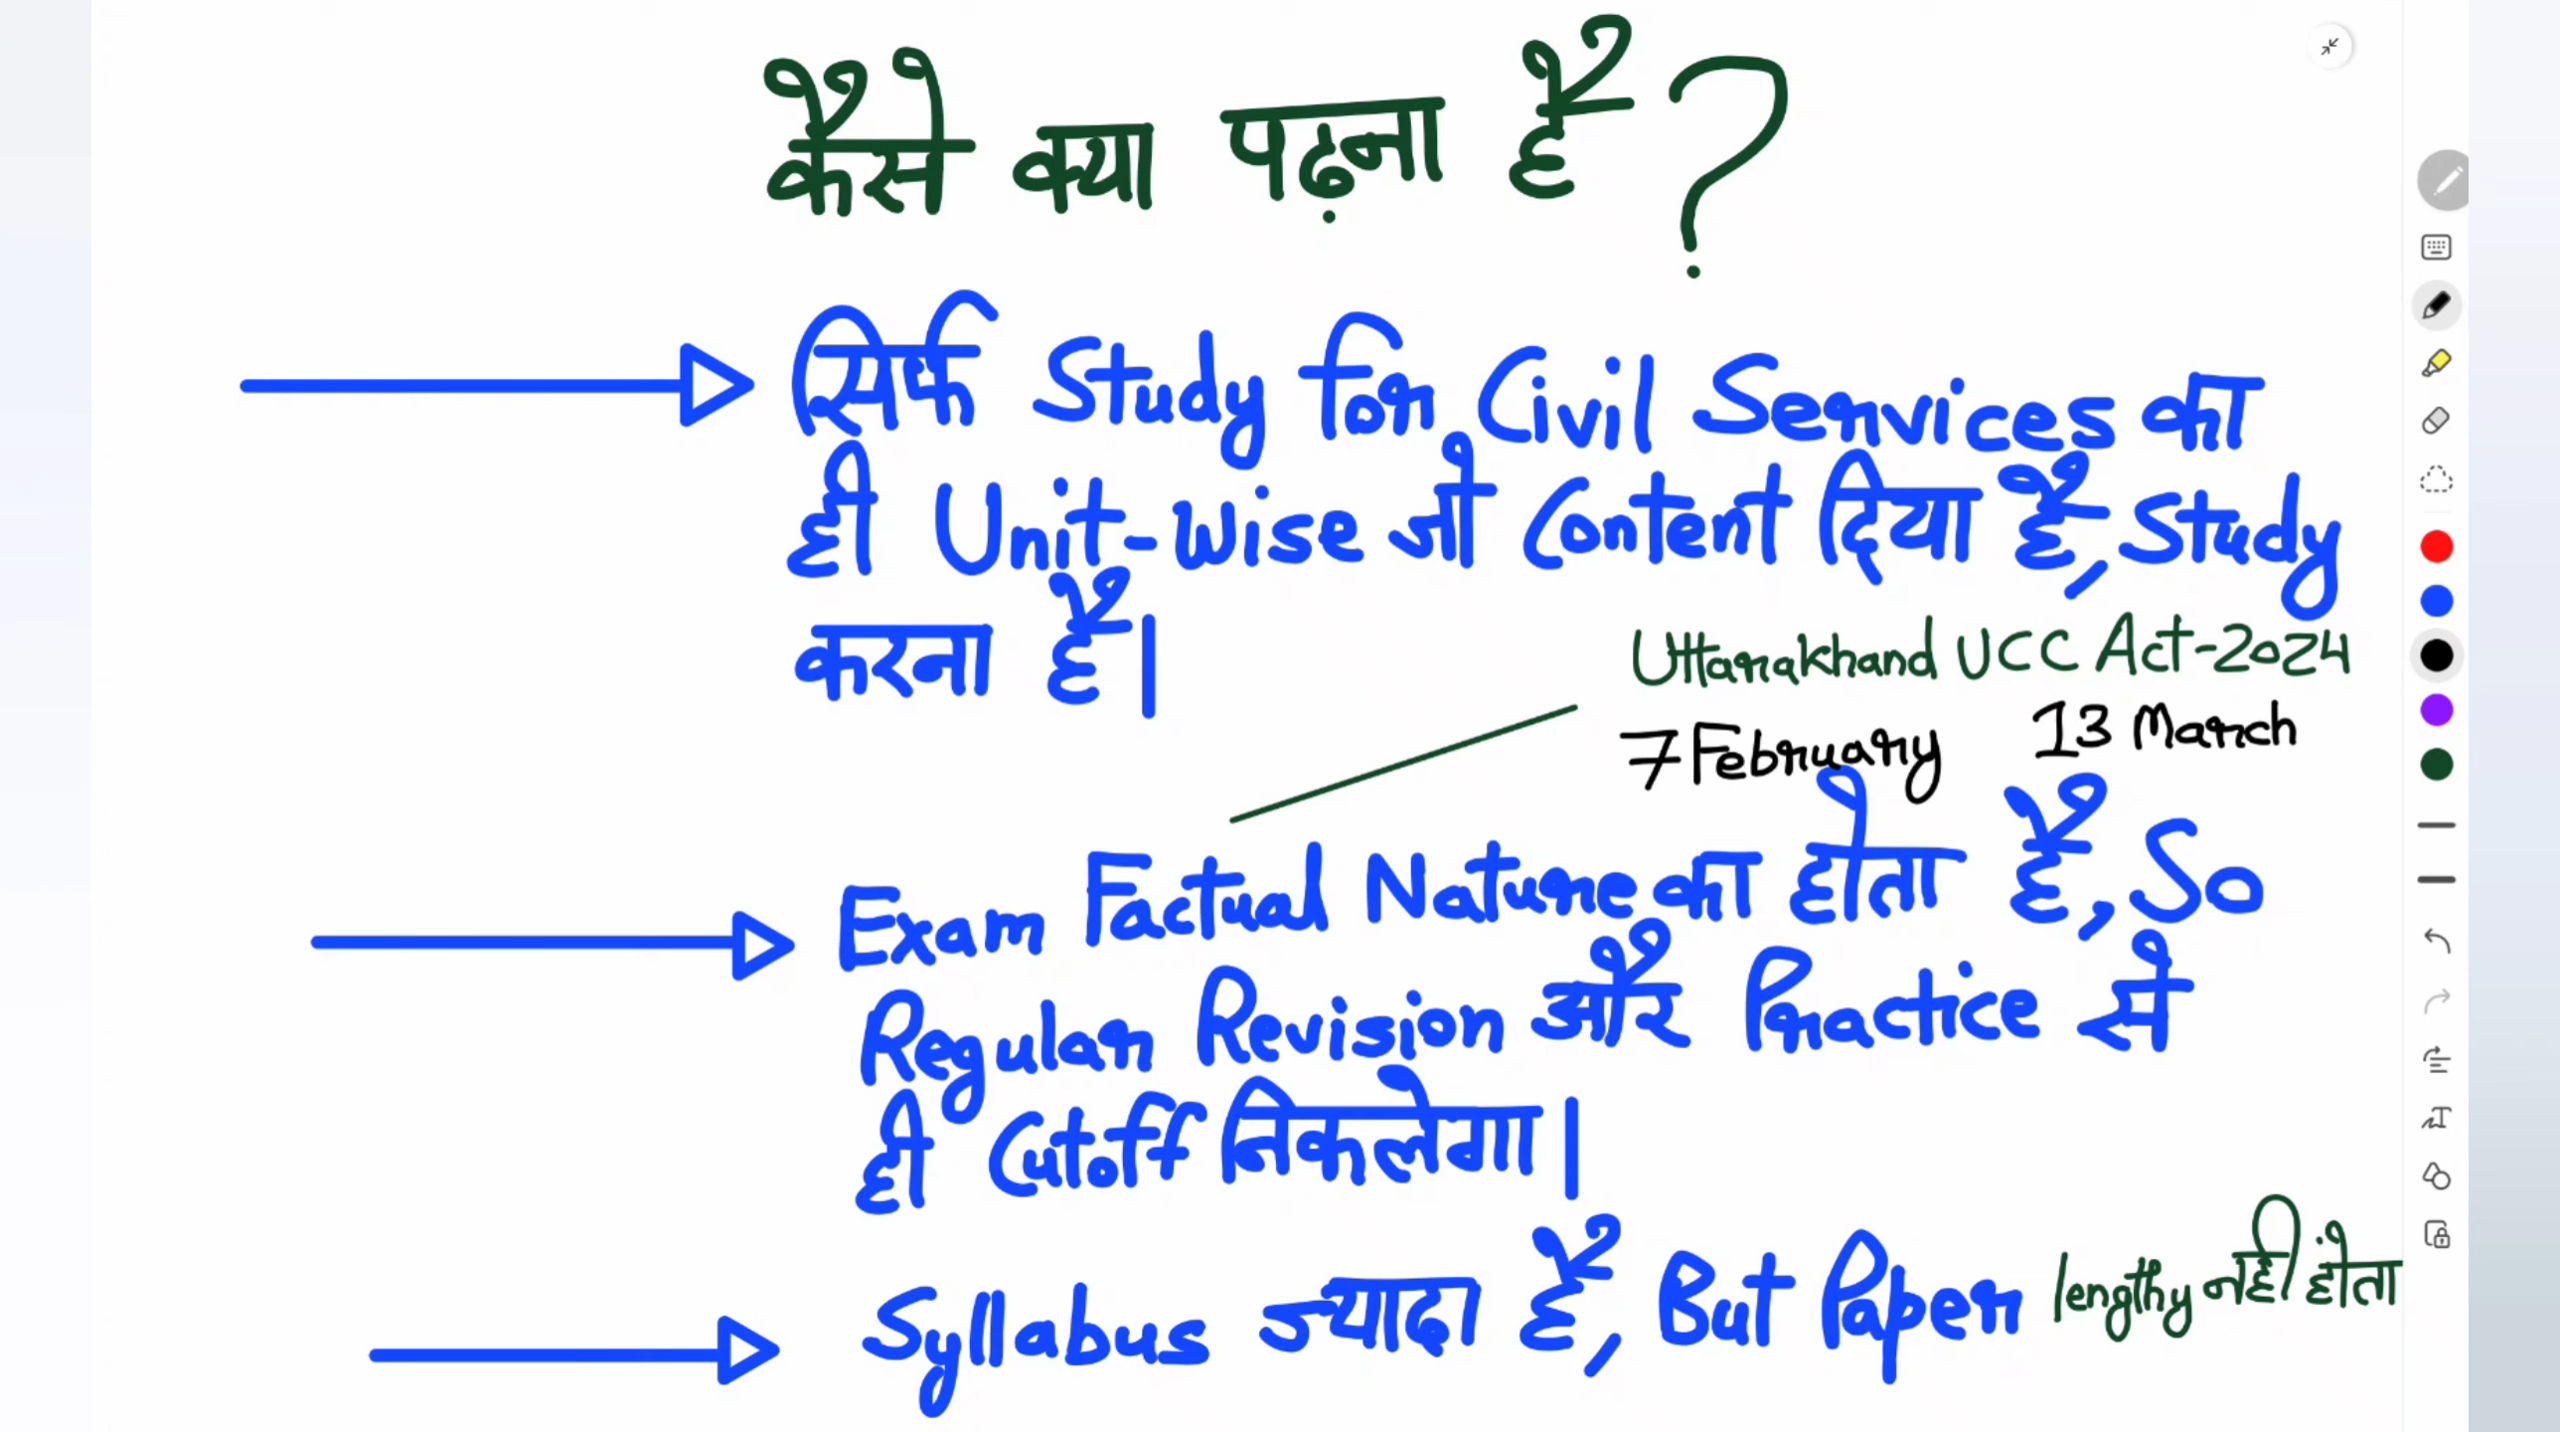 कैसे क्या पढ़ना है ?
सिर्फ Study for Civil Services का
ही Unit-Wise जो Content दिया है, Study
करना है|
Uttarakhand UCC Act-2024
7 February 13 March
Exam Factual Nature का होता है, So
Regular Revision और Practice से
ही Cutoff निकलेगा|
Syllabus ज्यादा है, But Paper lengthy नही होता